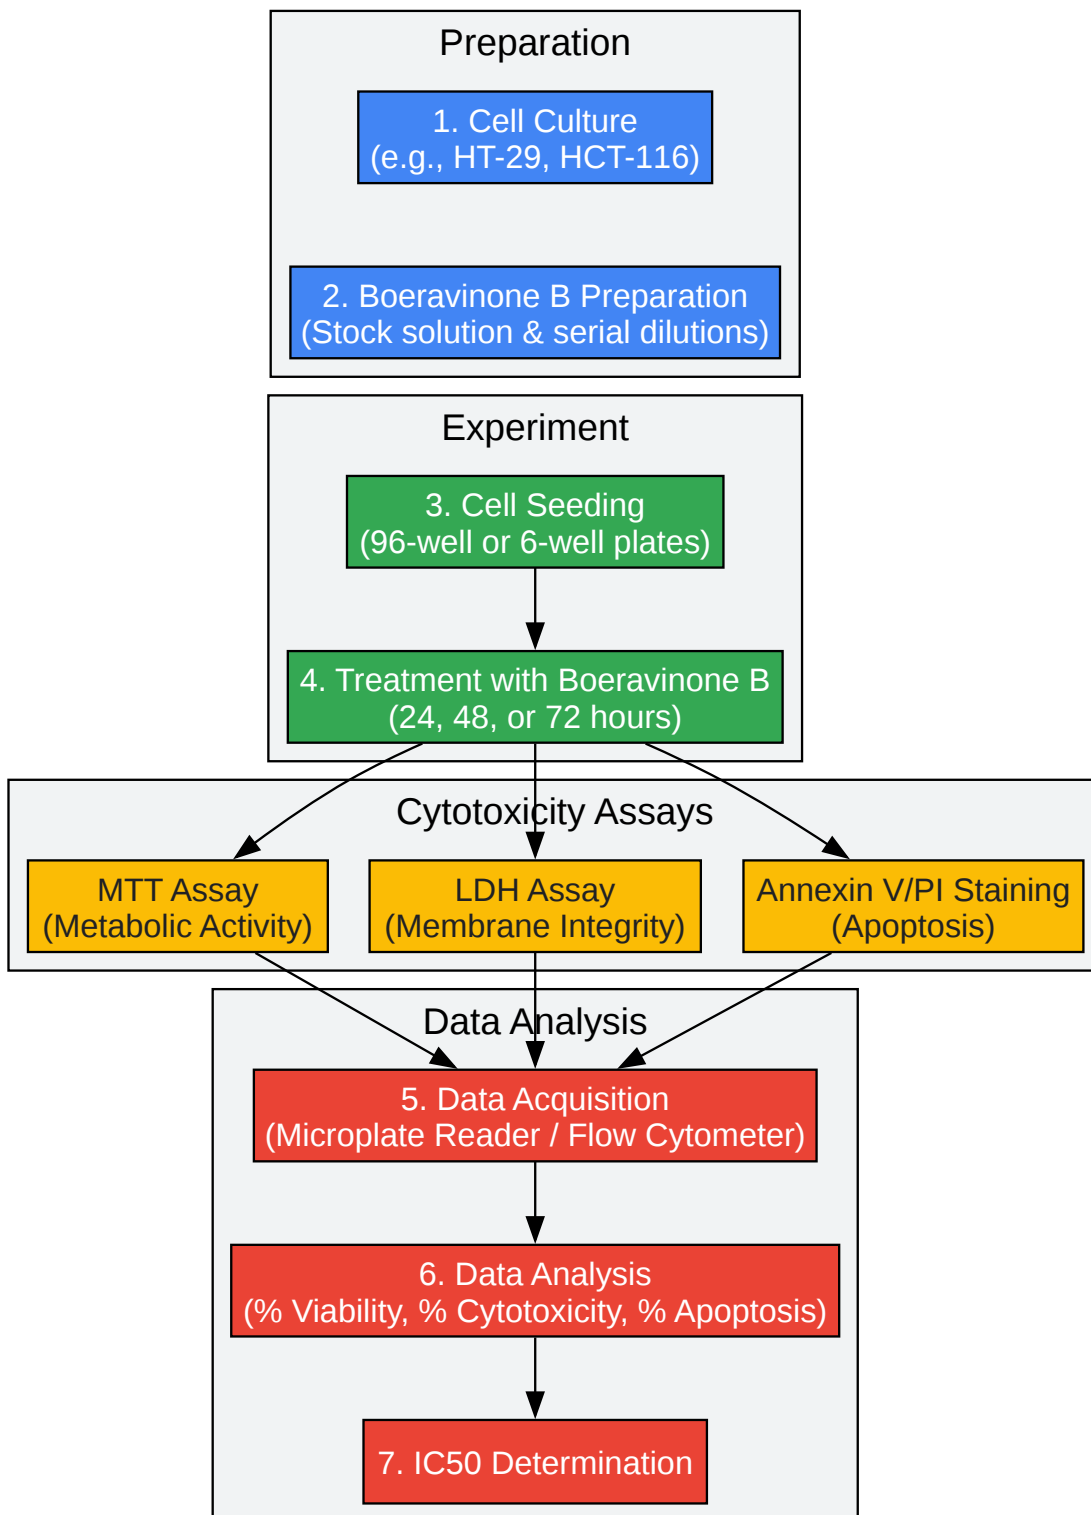 Preparation
1. Cell Culture
(e.g., HT-29, HCT-116)
2. Boeravinone B Preparation
(Stock solution & serial dilutions)
Experiment
3. Cell Seeding
(96-well or 6-well plates)
4. Treatment with Boeravinone B
(24, 48, or 72 hours)
Cytotoxicity Assays
MTT Assay
(Metabolic Activity)
LDH Assay
(Membrane Integrity)
Annexin V/PI Staining
(Apoptosis)
Data Analysis
5. Data Acquisition
(Microplate Reader / Flow Cytometer)
6. Data Analysis
(% Viability, % Cytotoxicity, % Apoptosis)
7. IC50 Determination